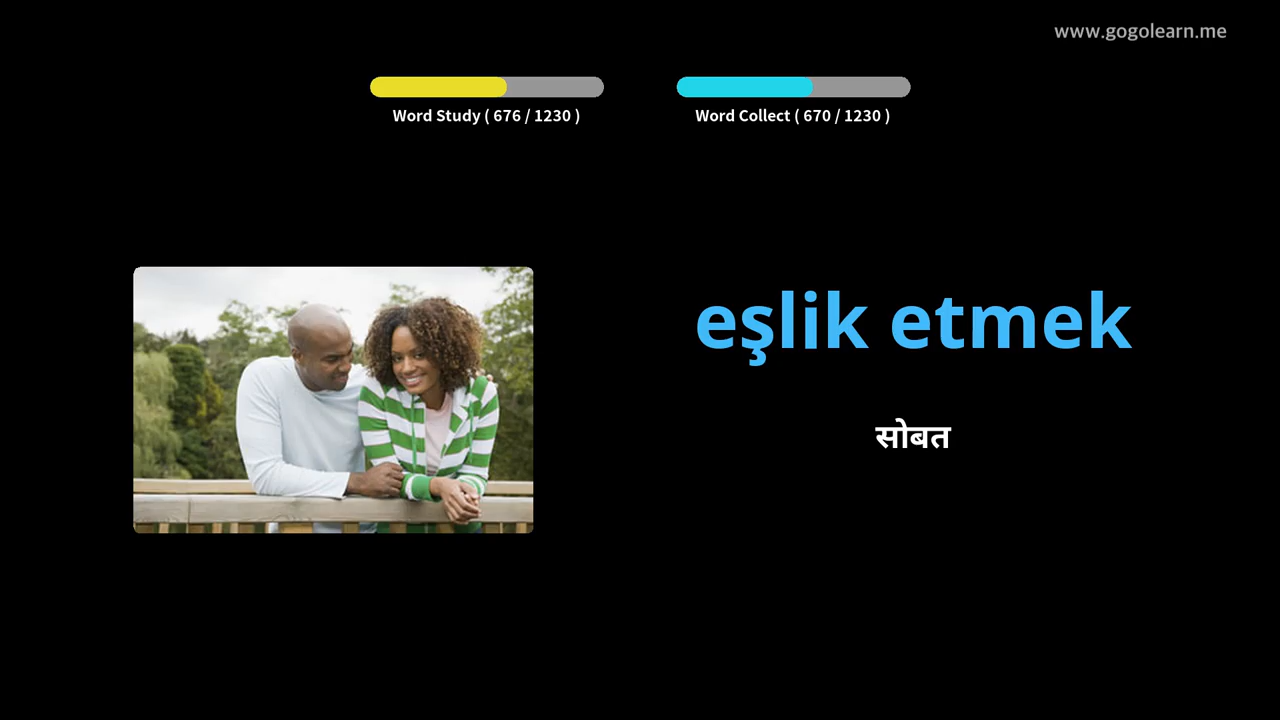 www.gogolearn.me
Word Study ( 676 / 1230 )
Word Collect ( 670 / 1230 )
eşlik etmek
सोबत